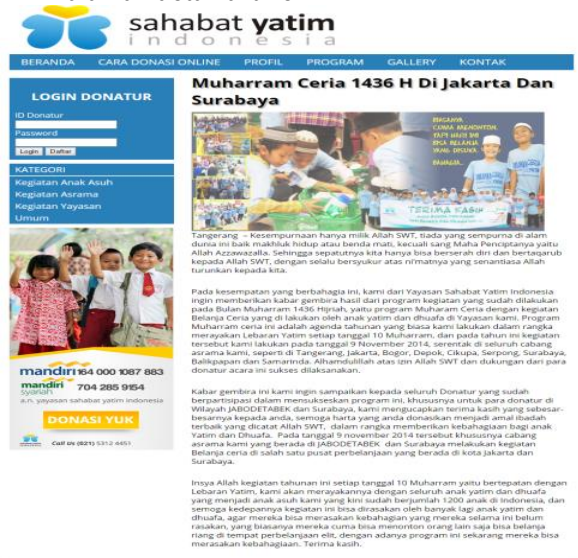 sahabat yatim
indonesia
BERANDA CARA DONASI ONLINE PROFIL PROGRAM GALLERY KONTAK
LOGIN DONATUR
ID Donatur
Password
Login Daftar
KATEGORI
Kegiatan Anak Asuh
Kegiatan Asrama
Kegiatan Yayasan
Umum
mandiri 164 000 1087 883
mandiri syariah 704 285 9154
a.n. yayasan sahabat yatim indonesia
DONASI YUK
Call Us (021) 5312 4451
Muharram Ceria 1436 H Di Jakarta Dan
Surabaya
BIASANYA
CUMA MENONTON,
TAPI HARI INI
BISA BELANJA
YANG DISUKA.
BAHAGIA..
TERIMA KASIH
Tangerang – Kesempurnaan hanya milik Allah SWT, tiada yang sempurna di alam
dunia ini baik makhluk hidup atau benda mati, kecuali sang Maha Penciptanya yaitu
Allah Azzawazalla. Sehingga sepatutnya kita hanya bisa berserah diri dan bertaqarub
kepada Allah SWT, dengan selalu bersyukur atas ni'matnya yang senantiasa Allah
turunkan kepada kita.
Pada kesempatan yang berbahagia ini, kami dari Yayasan Sahabat Yatim Indonesia
ingin memberikan kabar gembira hasil dari program kegiatan yang sudah dilakukan
pada Bulan Muharram 1436 Hijriah, yaitu program Muharam Ceria dengan kegiatan
Belanja Ceria yang di lakukan oleh anak yatim dan dhuafa di Yayasan kami. Program
Muharram ceria ini adalah agenda tahunan yang biasa kami lakukan dalam rangka
merayakan Lebaran Yatim setiap tanggal 10 Muharram, dan pada tahun ini kegiatan
tersebut kami lakukan pada tanggal 9 November 2014, serentak di seluruh cabang
asrama kami, seperti di Tangerang, Jakarta, Bogor, Depok, Cikupa, Serpong, Surabaya,
Balikpapan dan Samarinda. Alhamdulillah atas izin Allah SWT dan dukungan dari para
donatur acara ini sukses dilaksanakan.
Kabar gembira ini kami ingin sampaikan kepada seluruh Donatur yang sudah
berpartisipasi dalam mensukseskan program ini, khususnya untuk para donatur di
Wilayah JABODETABEK dan Surabaya, kami mengucapkan terima kasih yang sebesar-
besarnya kepada anda, semoga harta yang anda donasikan menjadi amal ibadah
terbaik yang dicatat Allah SWT, dalam rangka memberikan kebahagiaan bagi anak
Yatim dan Dhuafa. Pada tanggal 9 november 2014 tersebut khususnya cabang
asrama kami yang berada di JABODETABEK dan Surabaya melakukan kegiatan
Belanja ceria di salah satu pusat perbelanjaan yang berada di kota Jakarta dan
Surabaya.
Insya Allah kegiatan tahunan ini setiap tanggal 10 Muharram yaitu bertepatan dengan
Lebaran Yatim, kami akan merayakannya dengan seluruh anak yatim dan dhuafa
yang menjadi anak asuh kami yang kini sudah berjumlah 1200 anak di Indonesia, dan
semoga kedepannya kegiatan ini bisa dirasakan oleh banyak lagi anak yatim dan
dhuafa, agar mereka bisa merasakan kebahagian yang mereka selama ini belum
rasakan, yang biasanya mereka cuma bisa menonton orang lain saja bisa belanja
riang di tempat perbelanjaan elit, dengan adanya program ini sekarang mereka bisa
merasakan kebahagiaan. Terima kasih.